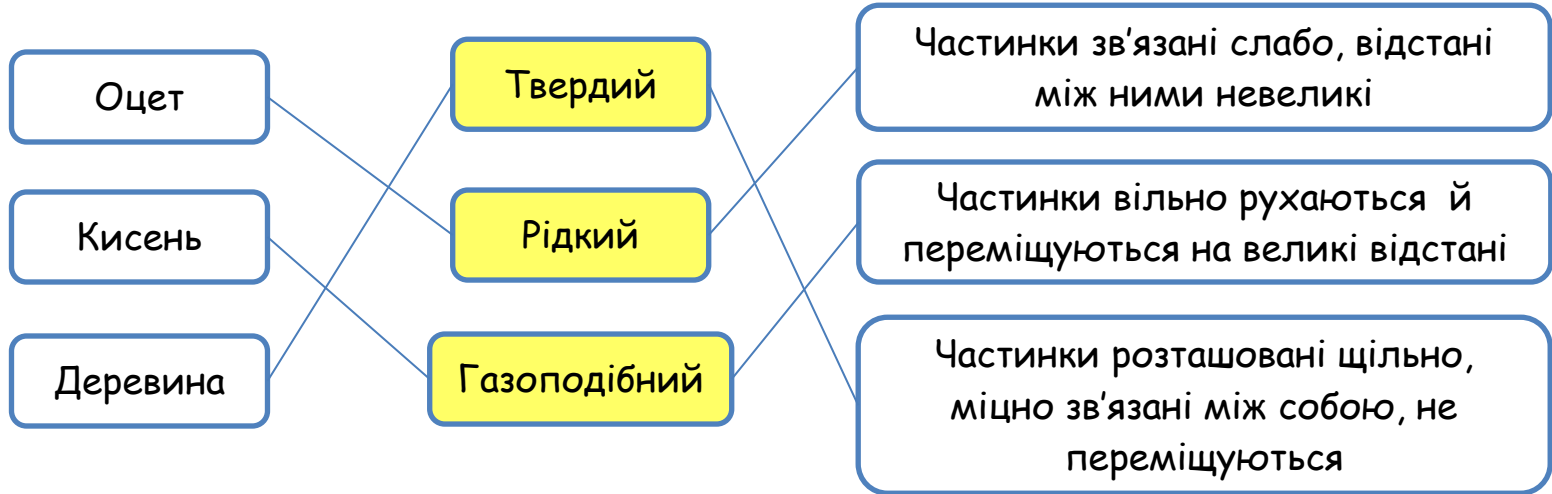 Оцет
Кисень
Деревина
Твердий
Рідкий
Газоподібний
Частинки зв’язані слабо, відстані
між ними невеликі
Частинки вільно рухаються й
переміщуються на великі відстані
Частинки розташовані щільно,
міцно зв’язані між собою, не
переміщуються